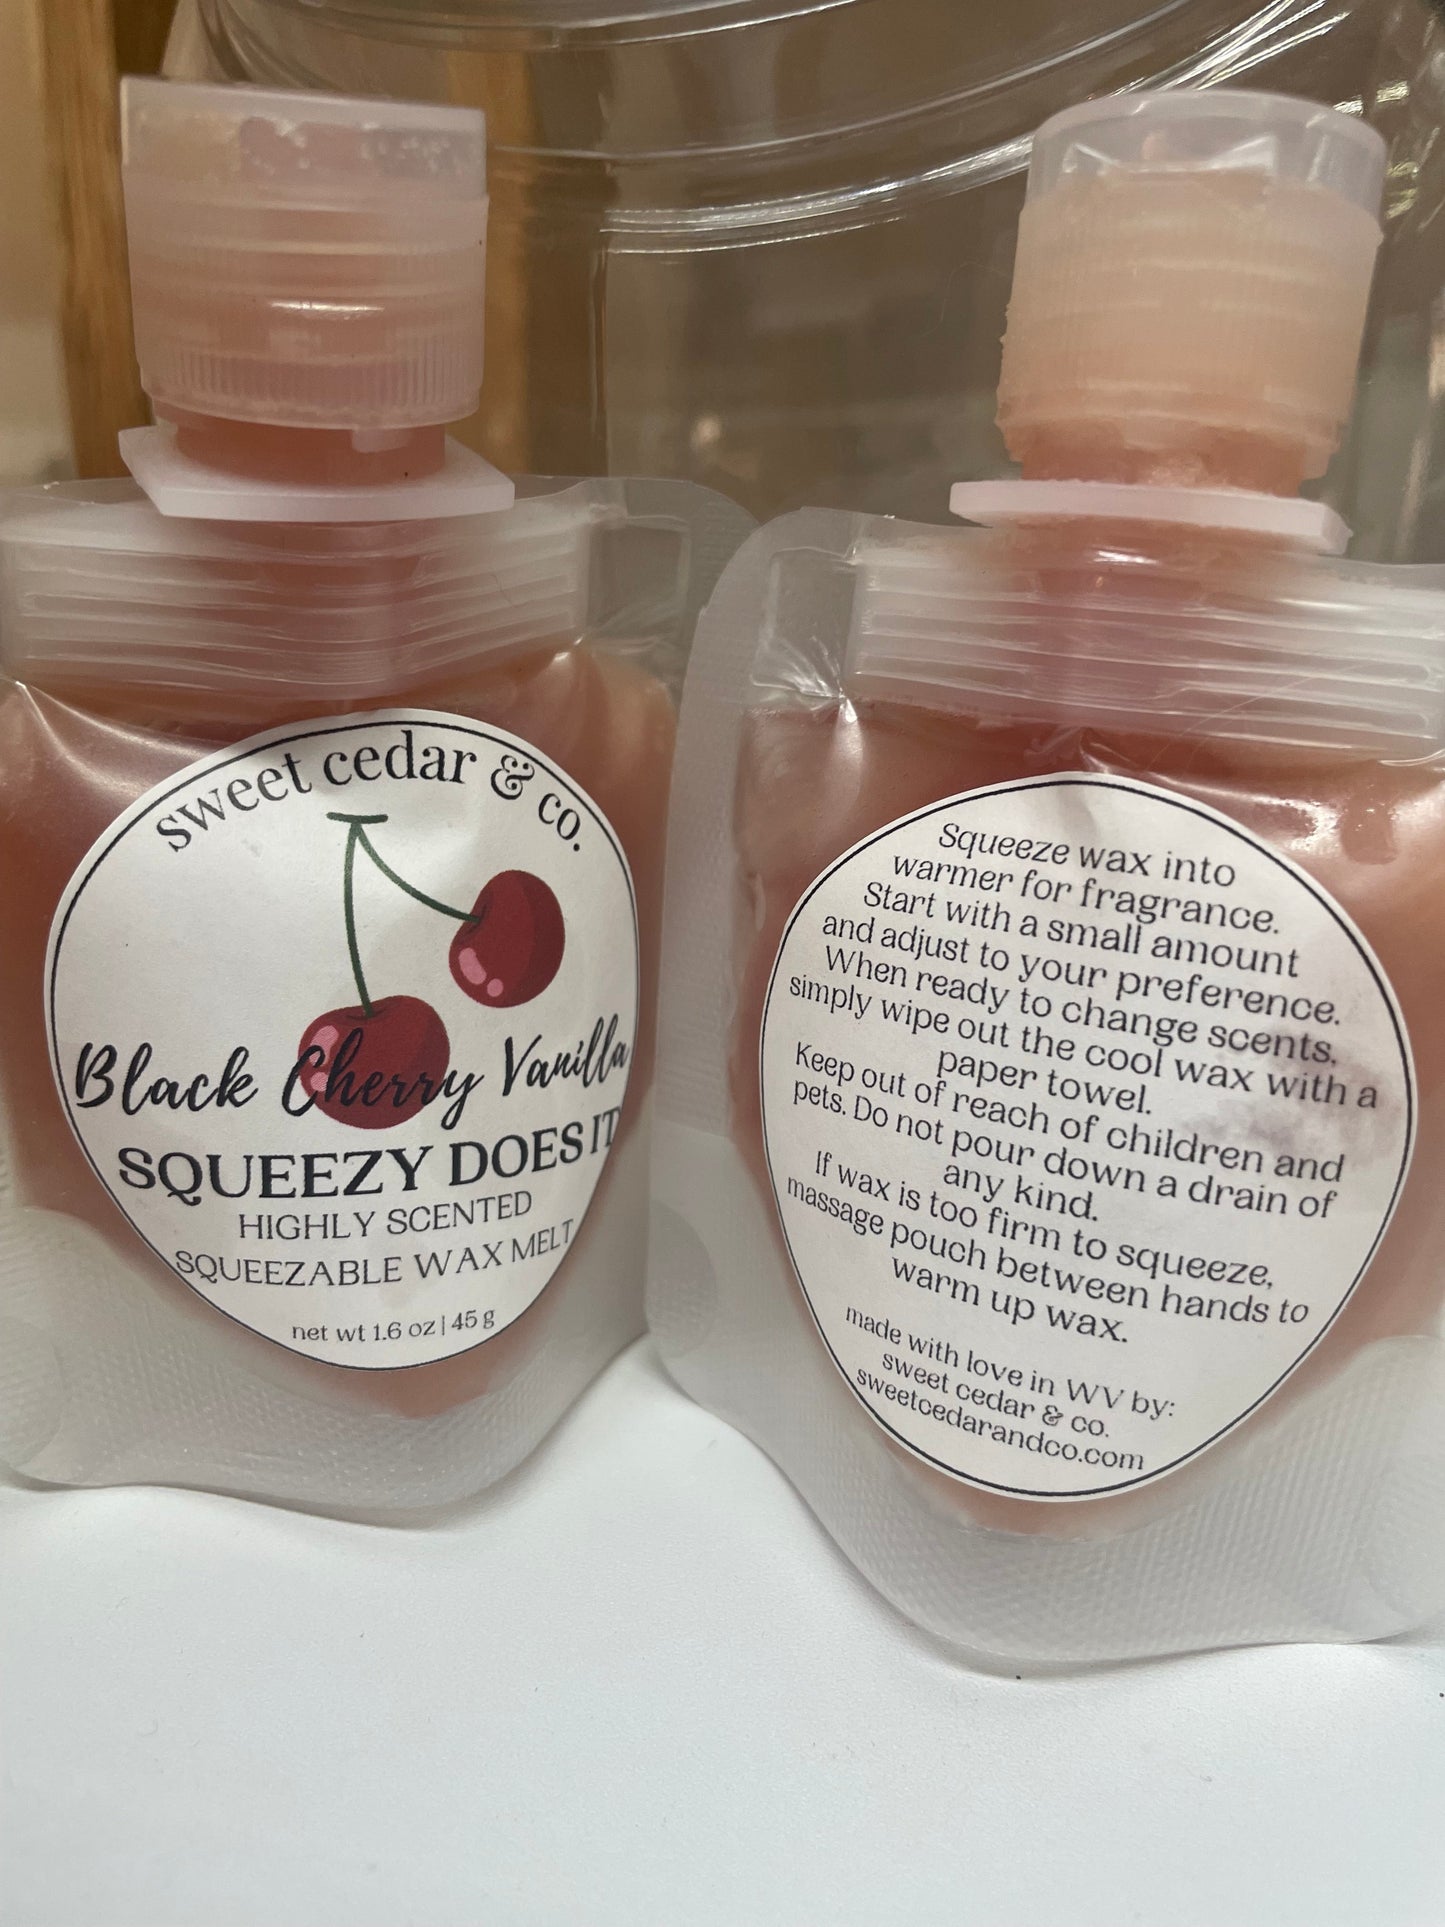 sweet cedar & co.
Black Cherry Vanilla
SQUEEZY DOES IT
HIGHLY SCENTED
SQUEEZABLE WAX MELT
net wt 1.6 oz | 45 g
Squeeze wax into
warmer for fragrance.
Start with a small amount
and adjust to your preference.
When ready to change scents,
simply wipe out the cool wax with a
paper towel.
Keep out of reach of children and
pets. Do not pour down a drain of
any kind.
If wax is too firm to squeeze,
massage pouch between hands to
warm up wax.
made with love in WV by:
sweet cedar & co.
sweetcedarandco.com